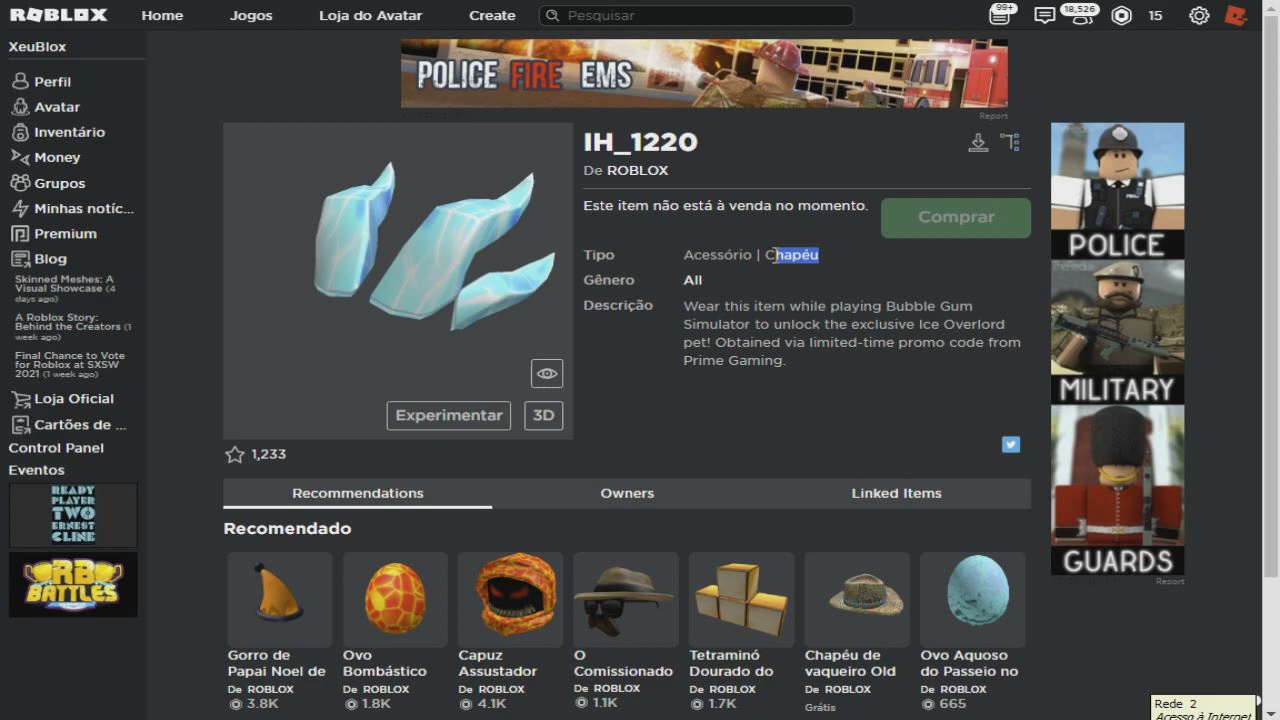 ROBLOX
Home
Jogos
Loja do Avatar
Create
Pesquisar
99+
18,526
15
XeuBlox
Perfil
Avatar
Inventário
Money
Grupos
Minhas notíc...
Premium
Blog
Skinned Meshes: A
Visual Showcase (4
days ago)
A Roblox Story:
Behind the Creators (1
week ago)
Final Chance to Vote
for Roblox at SXSW
2021 (1 week ago)
Loja Oficial
Cartões de ...
Control Panel
Eventos
READY
PLAYER
TWO
ERNEST
CLINE
RB
BATTLES
POLICE FIRE EMS
Report
IH_1220
De ROBLOX
Este item não está à venda no momento.
Comprar
Tipo
Acessório | Chapéu
Gênero
All
Descrição
Wear this item while playing Bubble Gum
Simulator to unlock the exclusive Ice Overlord
pet! Obtained via limited-time promo code from
Prime Gaming.
Experimentar
3D
1,233
Recommendations
Owners
Linked Items
Recomendado
Gorro de
Papai Noel de
De ROBLOX
3.8K
Ovo
Bombástico
De ROBLOX
1.8K
Capuz
Assustador
De ROBLOX
4.1K
O
Comissionado
De ROBLOX
1.1K
Tetraminó
Dourado do
De ROBLOX
1.7K
Chapéu de
vaqueiro Old
De ROBLOX
Grátis
Ovo Aquoso
do Passeio no
De ROBLOX
665
POLICE
MILITARY
GUARDS
Report
Rede 2
Acesso à Internet